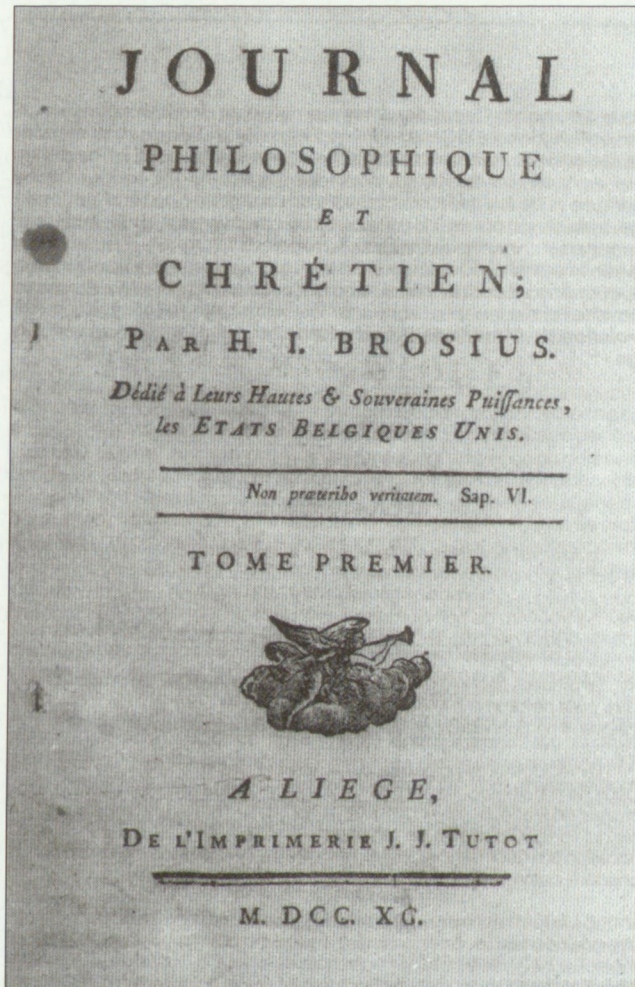 JOURNAL
PHILOSOPHIQUE
ET
CHRÉTIEN;
PAR H. I. BROSIUS.
Dédié à Leurs Hautes & Souveraines Puiſſances,
les ETATS BELGIQUES UNIS.
Non præteribo veritatem. Sap. VI.
TOME PREMIER.
A LIEGE,
DE L'IMPRIMERIE J. J. TUTOT
M. DCC. XC.